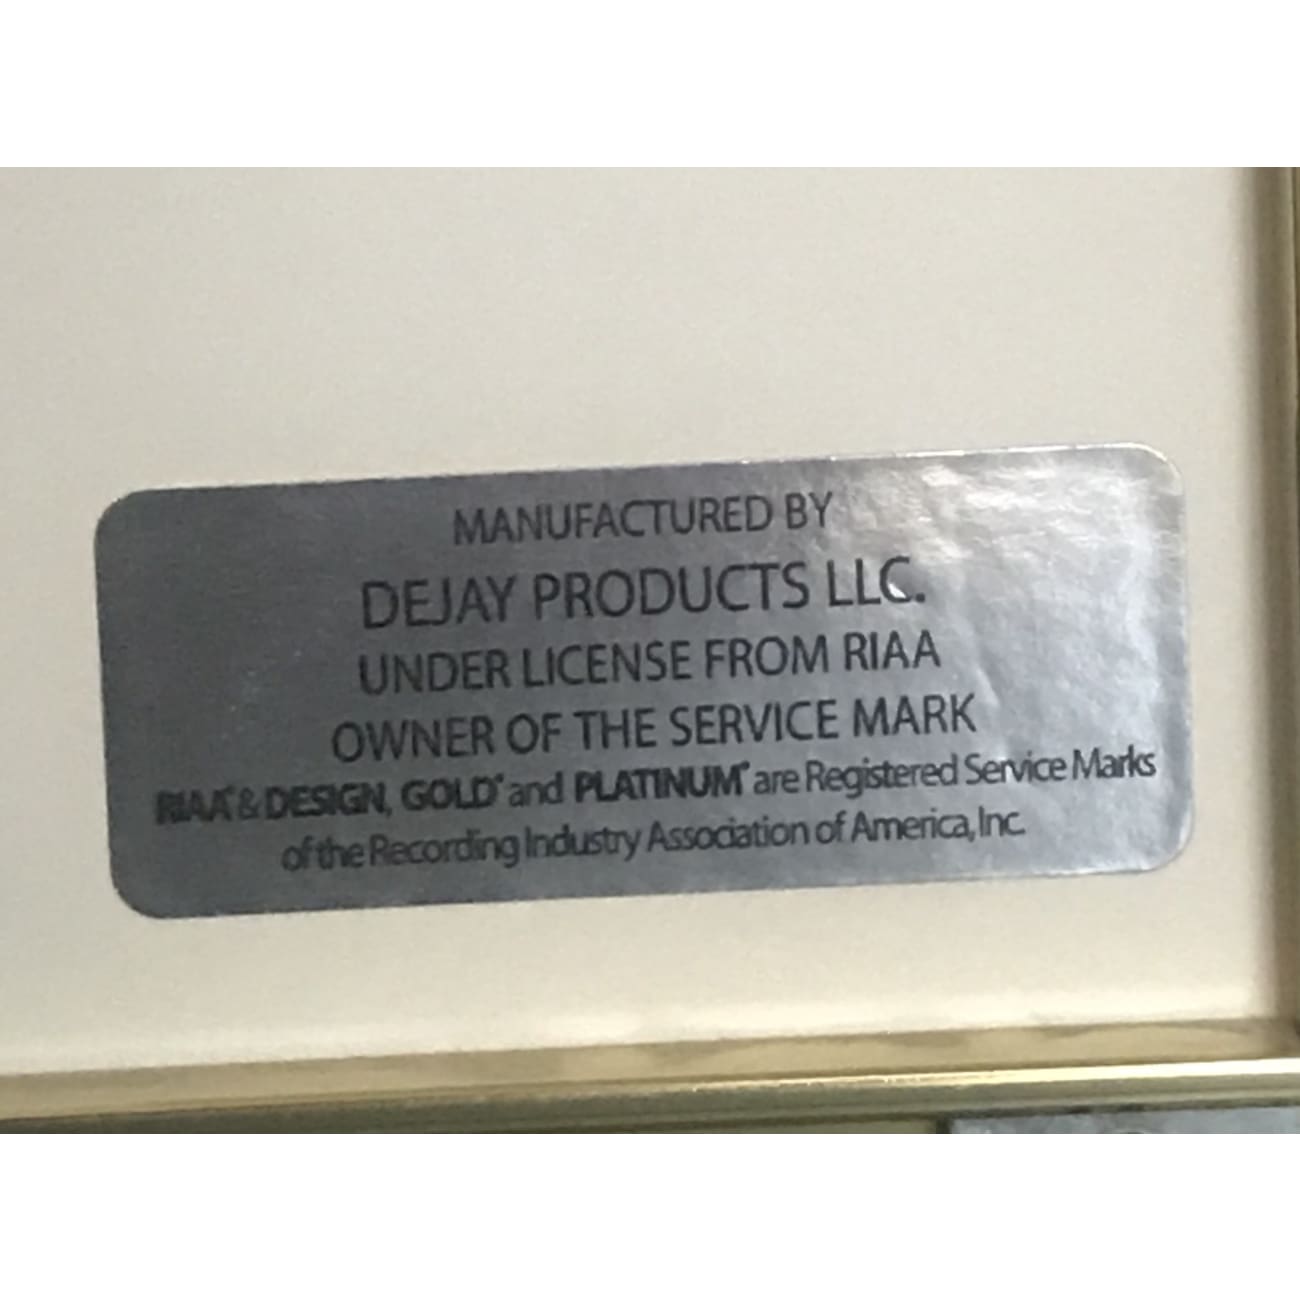 MANUFACTURED BY
DEJAY PRODUCTS LLC.
UNDER LICENSE FROM RIAA
OWNER OF THE SERVICE MARK
RIAA® & DESIGN, GOLD® and PLATINUM® are Registered Service Marks
of the Recording Industry Association of America, Inc.